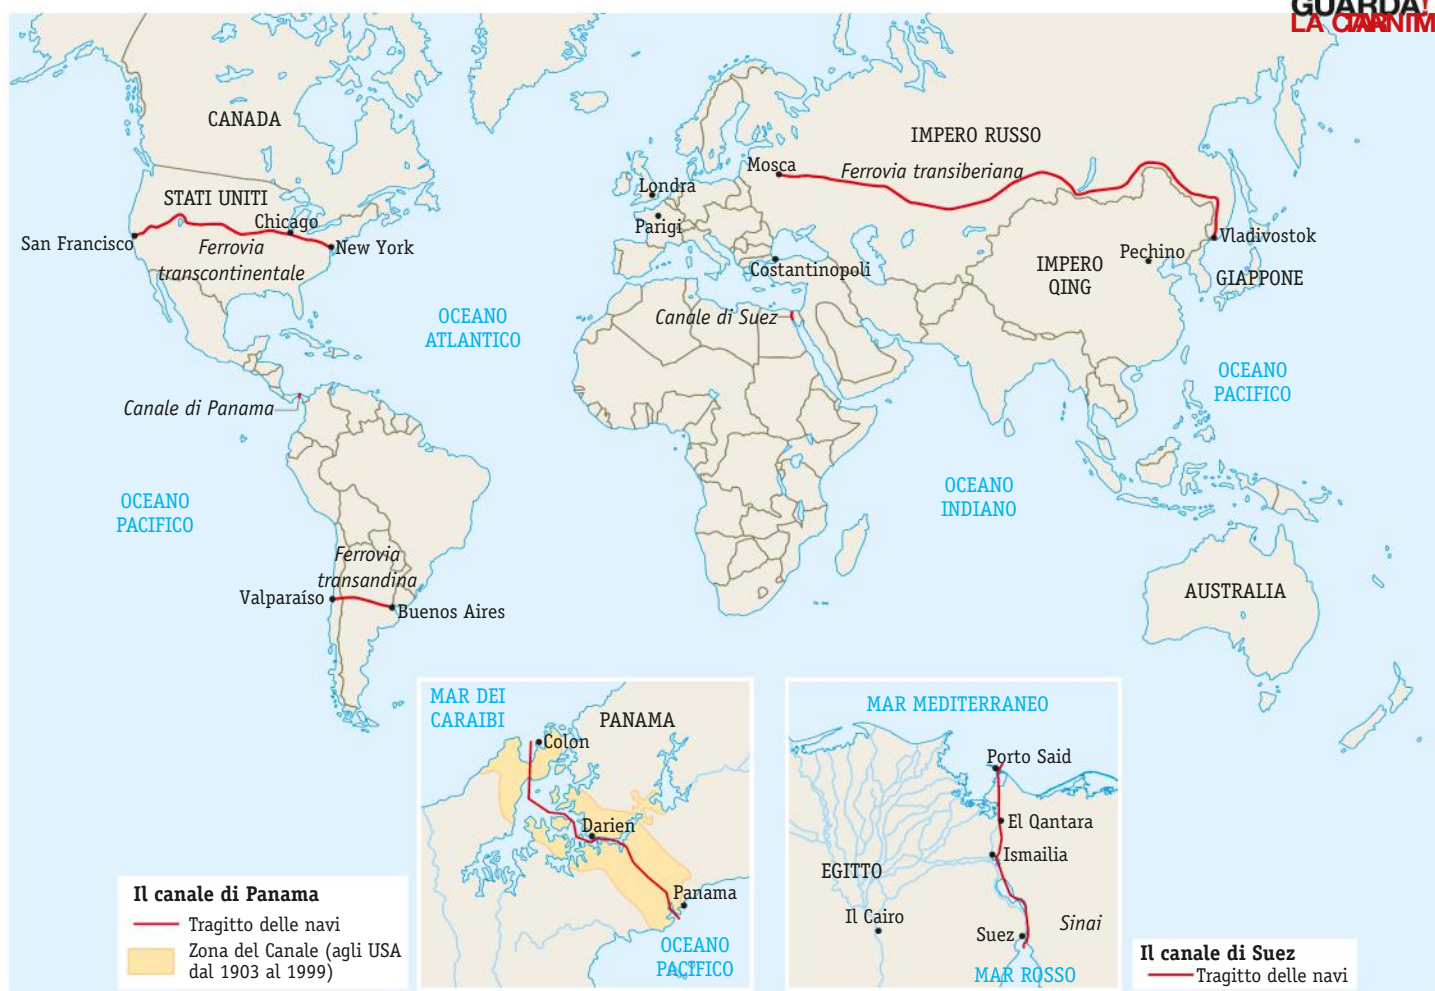 GUARDA!
CANADA
IMPERO RUSSO
Mosca
Ferrovia transiberiana
Londra
STATI UNITI
Chicago
Parigi
San Francisco
Ferrovia
transcontinentale
New York
Vladivostok
Pechino
Costantinopoli
IMPERO
QING
GIAPPONE
OCEANO
ATLANTICO
Canale di Suez
OCEANO
PACIFICO
Canale di Panama
OCEANO
PACIFICO
OCEANO
INDIANO
Ferrovia
transandina
Valparaíso
Buenos Aires
AUSTRALIA
MAR DEI
CARAIBI
PANAMA
Colon
Darien
Panama
OCEANO
PACIFICO
MAR MEDITERRANEO
Porto Said
El Qantara
Ismailia
EGITTO
Il Cairo
Suez
Sinai
MAR ROSSO
Il canale di Panama
Tragitto delle navi
Zona del Canale (agli USA
dal 1903 al 1999)
Il canale di Suez
Tragitto delle navi